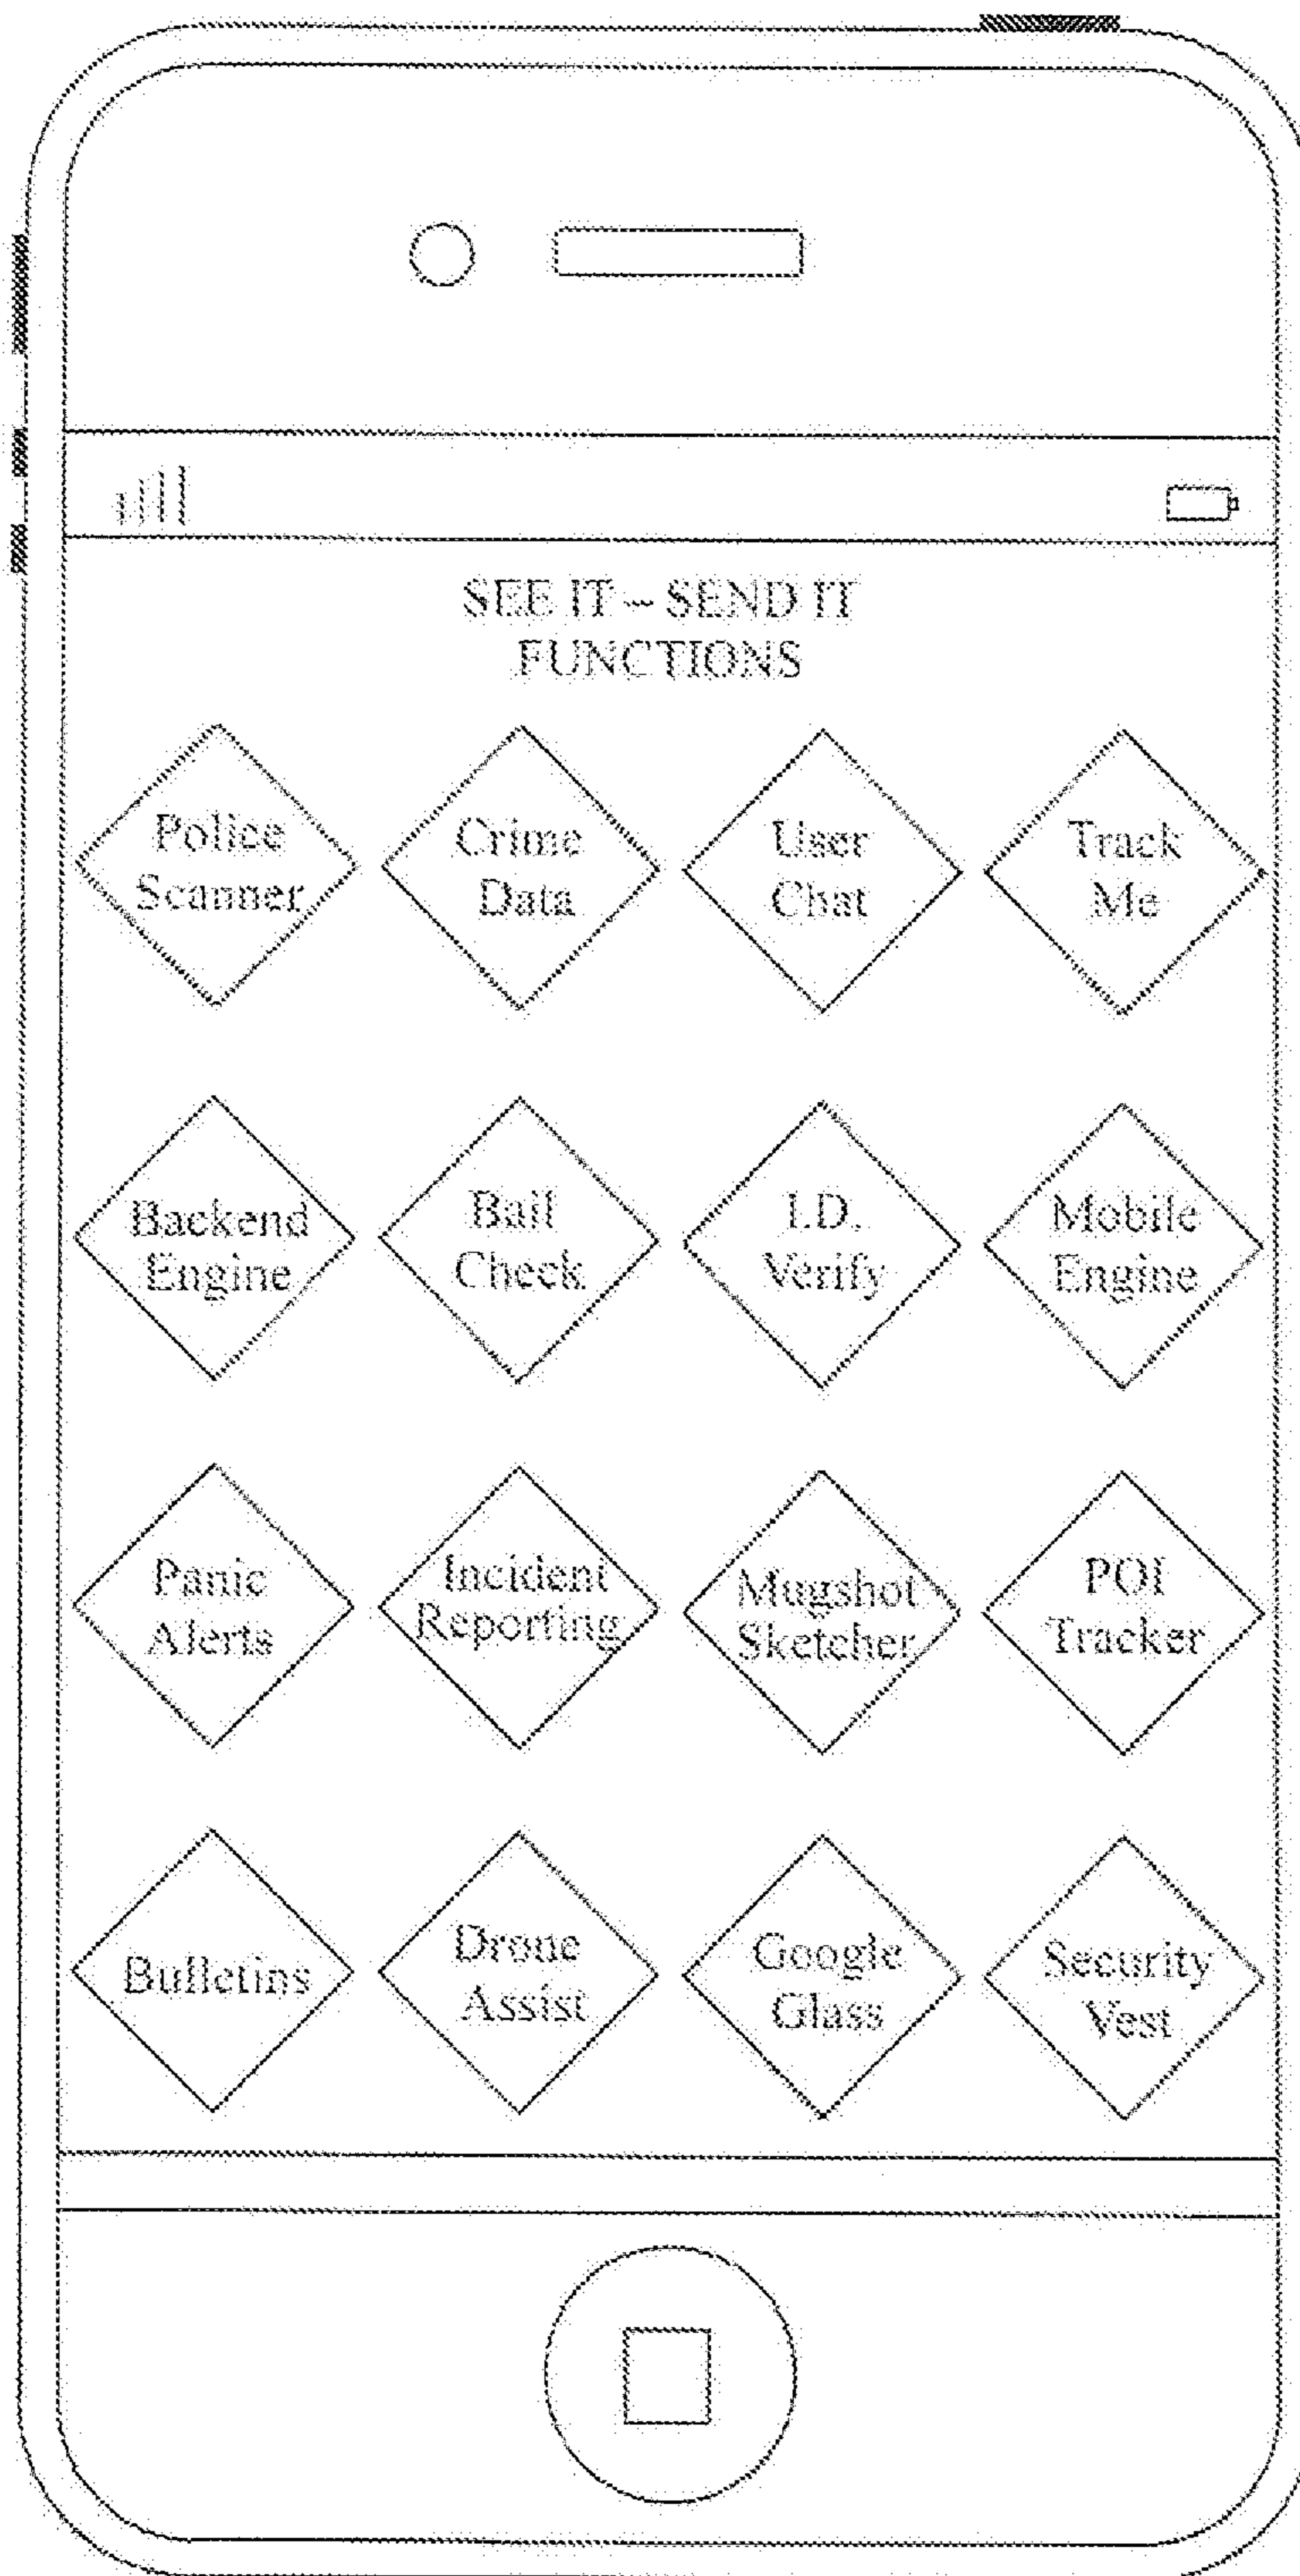 SEE IT – SEND IT
FUNCTIONS
Police
Scanner
Crime
Data
User
Chat
Track
Me
Backend
Engine
Bail
Check
I.D.
Verify
Mobile
Engine
Panic
Alerts
Incident
Reporting
Mugshot
Sketcher
POI
Tracker
Bulletins
Drone
Assist
Google
Glass
Security
Vest